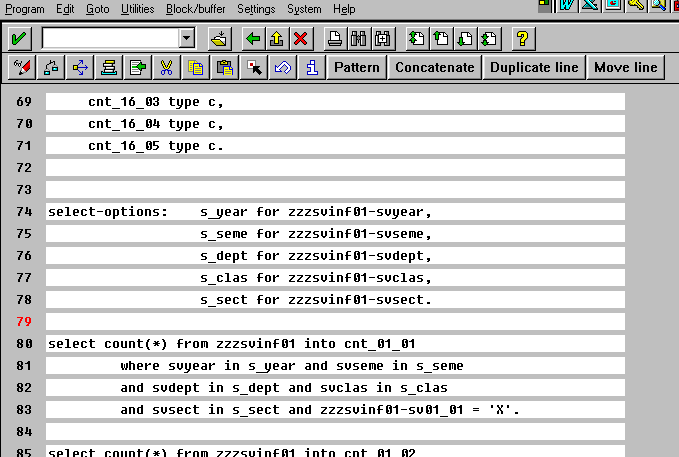 Program Edit Goto Utilities Block/buffer Settings System Help
Pattern Concatenate Duplicate line Move line
69 cnt_16_03 type c,
70 cnt_16_04 type c,
71 cnt_16_05 type c.
72
73
74 select-options: s_year for zzzsvinf01-svyear,
75 s_seme for zzzsvinf01-svseme,
76 s_dept for zzzsvinf01-svdept,
77 s_clas for zzzsvinf01-svclas,
78 s_sect for zzzsvinf01-svsect.
79
80 select count(*) from zzzsvinf01 into cnt_01_01
81 where svyear in s_year and svseme in s_seme
82 and svdept in s_dept and svclas in s_clas
83 and svsect in s_sect and zzzsvinf01-sv01_01 = 'X'.
84
85 select count(*) from zzzsvinf01 into cnt_01_02